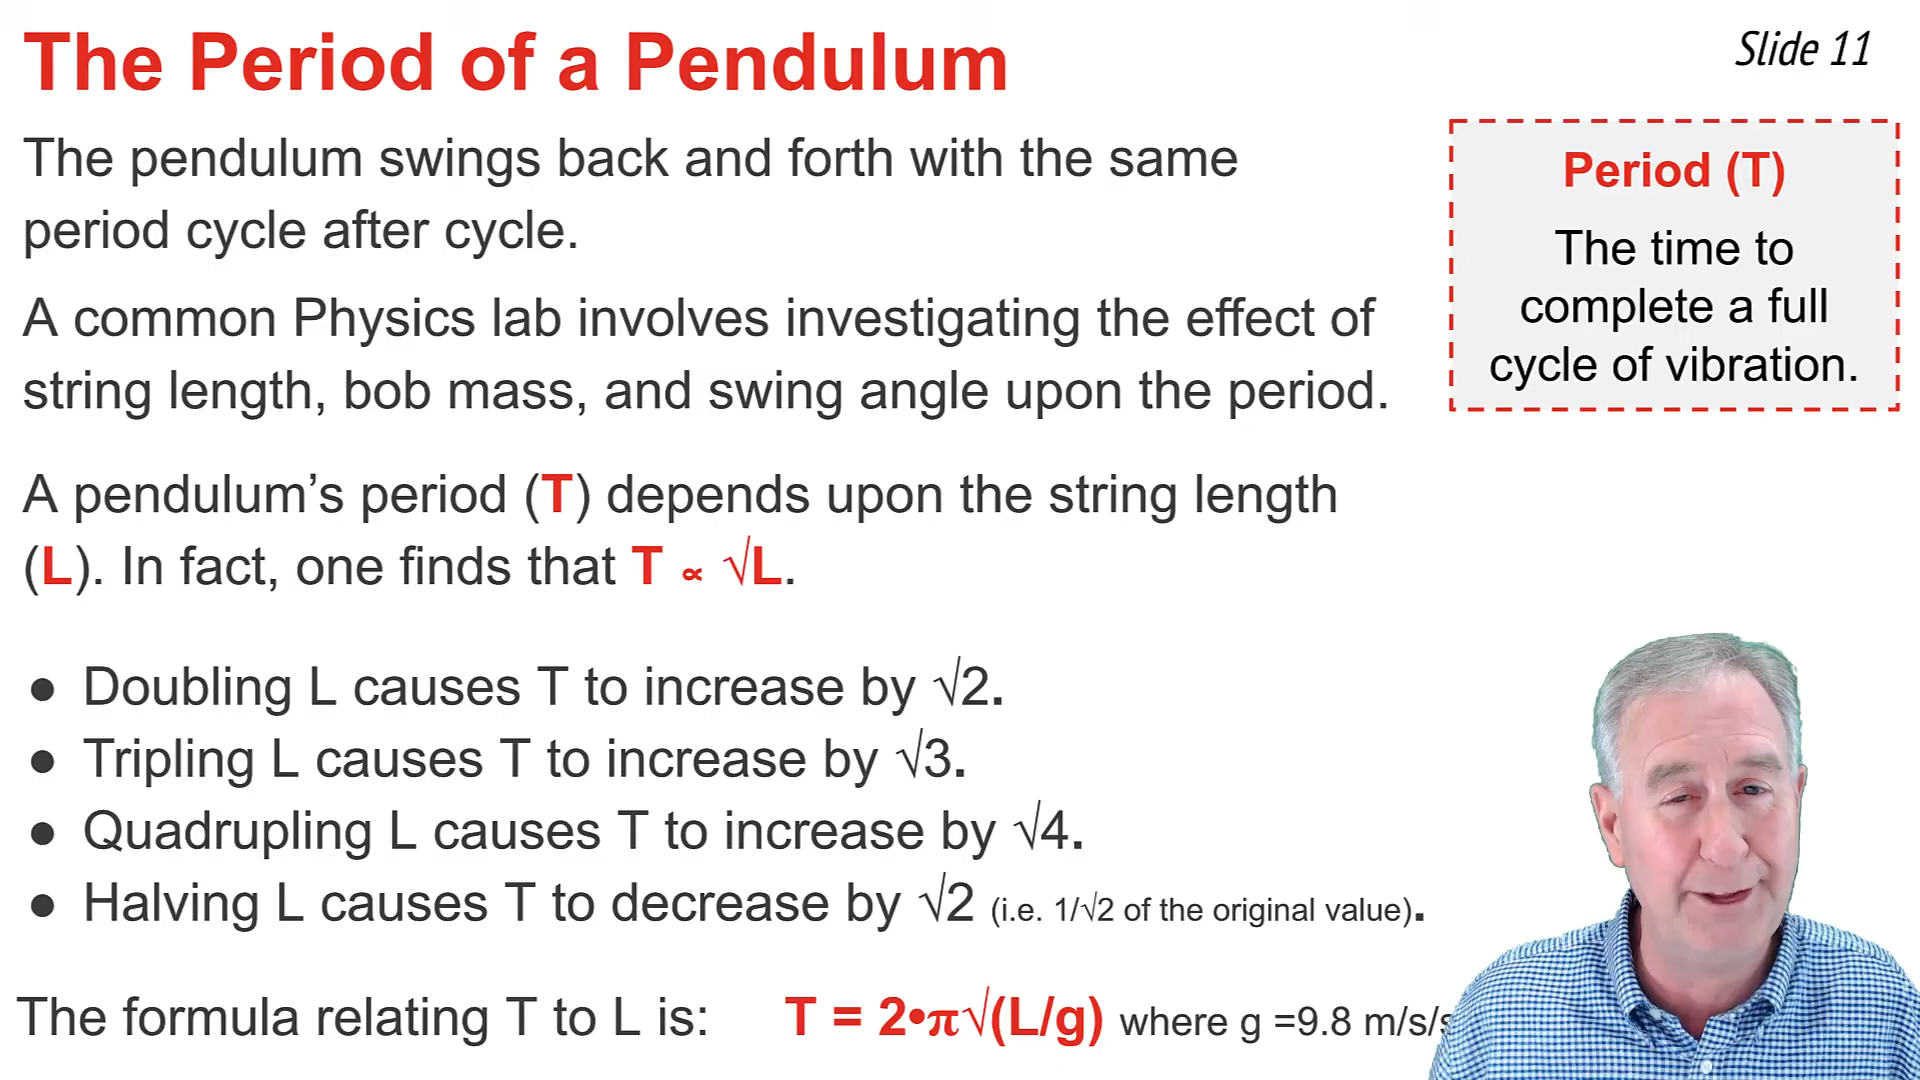 The Period of a Pendulum
Slide 11
The pendulum swings back and forth with the same
period cycle after cycle.
Period (T)
The time to
complete a full
cycle of vibration.
A common Physics lab involves investigating the effect of
string length, bob mass, and swing angle upon the period.
A pendulum’s period (T) depends upon the string length
(L). In fact, one finds that T ∝ √L.
● Doubling L causes T to increase by √2.
● Tripling L causes T to increase by √3.
● Quadrupling L causes T to increase by √4.
● Halving L causes T to decrease by √2 (i.e. 1/√2 of the original value).
The formula relating T to L is: T = 2•π√(L/g) where g =9.8 m/s/s